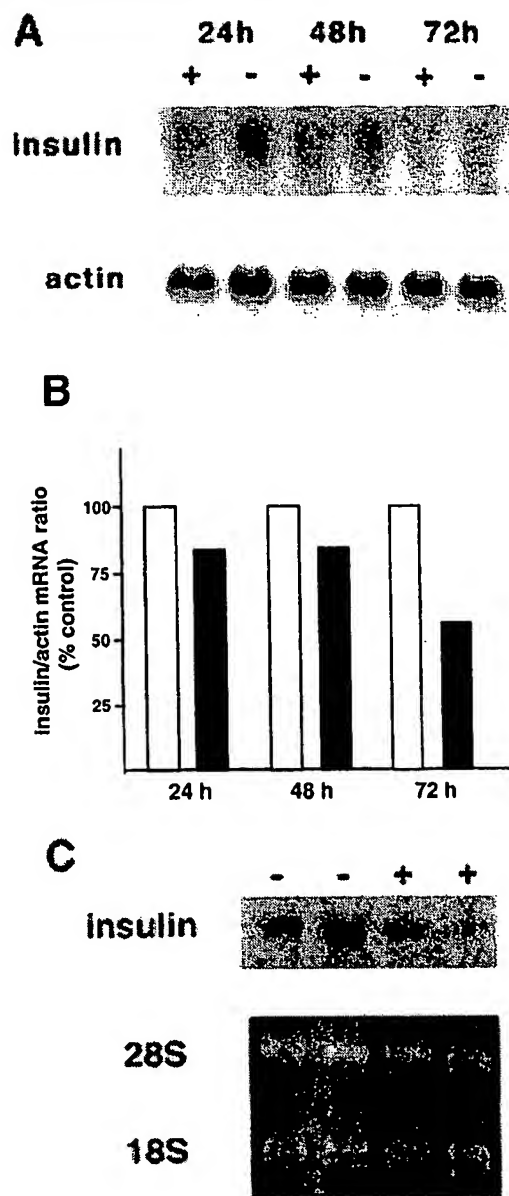 A
24h 48h 72h
+ - + - + -
insulin
actin
B
insulin/actin mRNA ratio
(% control)
100
75
50
25
24 h 48 h 72 h
C
- - + +
insulin
28S
18S